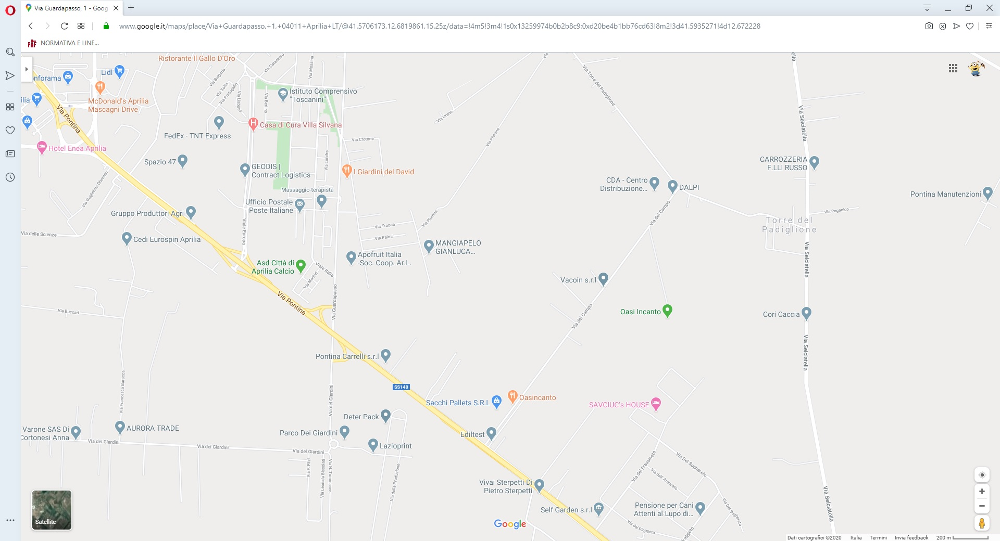 Via Guardapasso, 1 - Goog
www.google.it/maps/place/Via+Guardapasso,+1,+04011+Aprilia+LT/@41.5706173,12.6819861,15.25z/data=!4m5!3m4!1s0x13259974b0b2b8c9:0xd20be4b1bb76cd63!8m2!3d41.5935271!4d12.672228
NORMATIVA E LINE...
Ristorante Il Gallo D'Oro
Via Catanzaro
Via Messina
Lidl
onforama
Via Bulgaria
Via Sofia
Via Portogallo
Via Lisbona
Via Berlino
Istituto Comprensivo
"Toscanini"
McDonald's Aprilia
Mascagni Drive
ilia
Via Pontina
Casa di Cura Villa Silvana
FedEx - TNT Express
Hotel Enea Aprilia
Spazio 47
GEODIS |
Contract Logistics
Via Londra
Via Crotone
I Giardini del David
Via Urano
Via Plutone
Via Torre del Padiglione
Via Selciatella
CARROZZERIA
F.LLI RUSSO
CDA - Centro
Distribuzione...
DALPI
Pontina Manutenzioni
Via Paganico
Torre del
Padiglione
Via Guglielmo Oberdan
Massaggio-terapista
Ufficio Postale
Poste Italiane
Gruppo Produttori Agri
Via delle Scienze
Cedi Eurospin Aprilia
Viale Europa
Via Tropea
Via Palmi
Via Plutone
Via del Campo
MANGIAPELO
GIANLUCA...
Apofruit Italia
-Soc. Coop. Ar.L.
Asd Città di
Aprilia Calcio
Viale Italia
Via Madrid
Via Selciatella
Vacoin s.r.l
Via Pontina
Via Guardapasso
Via Buccari
Via del Campo
Oasi Incanto
Cori Caccia
Via Selciatella
Pontina Carrelli s.r.l
SS148
Via Francesco Baracca
Via dei Giardini
Sacchi Pallets S.R.L
Oasincanto
SAVCIUC's HOUSE
Deter Pack
Varone SAS Di
Cortonesi Anna
AURORA TRADE
Parco Dei Giardini
Lazioprint
Ediltest
Via dei Giardini
Via dei Giardini
Via dei Giardini
Via F. Filzi
Via Leonida Bissolati
Via N. Tommaseo
Via della Produzione
Via del Frassineto
Via Del Sughereto
Via dell'Aranceto
Vivai Sterpetti Di
Pietro Sterpetti
Self Garden s.r.l
Pensione per Cani
Attenti al Lupo di...
Via Del Sughereto
Via Selciatella
Via del Pioppeto
Faggeto
Satellite
Google
Dati cartografici ©2020 Italia Termini Invia feedback 200 m